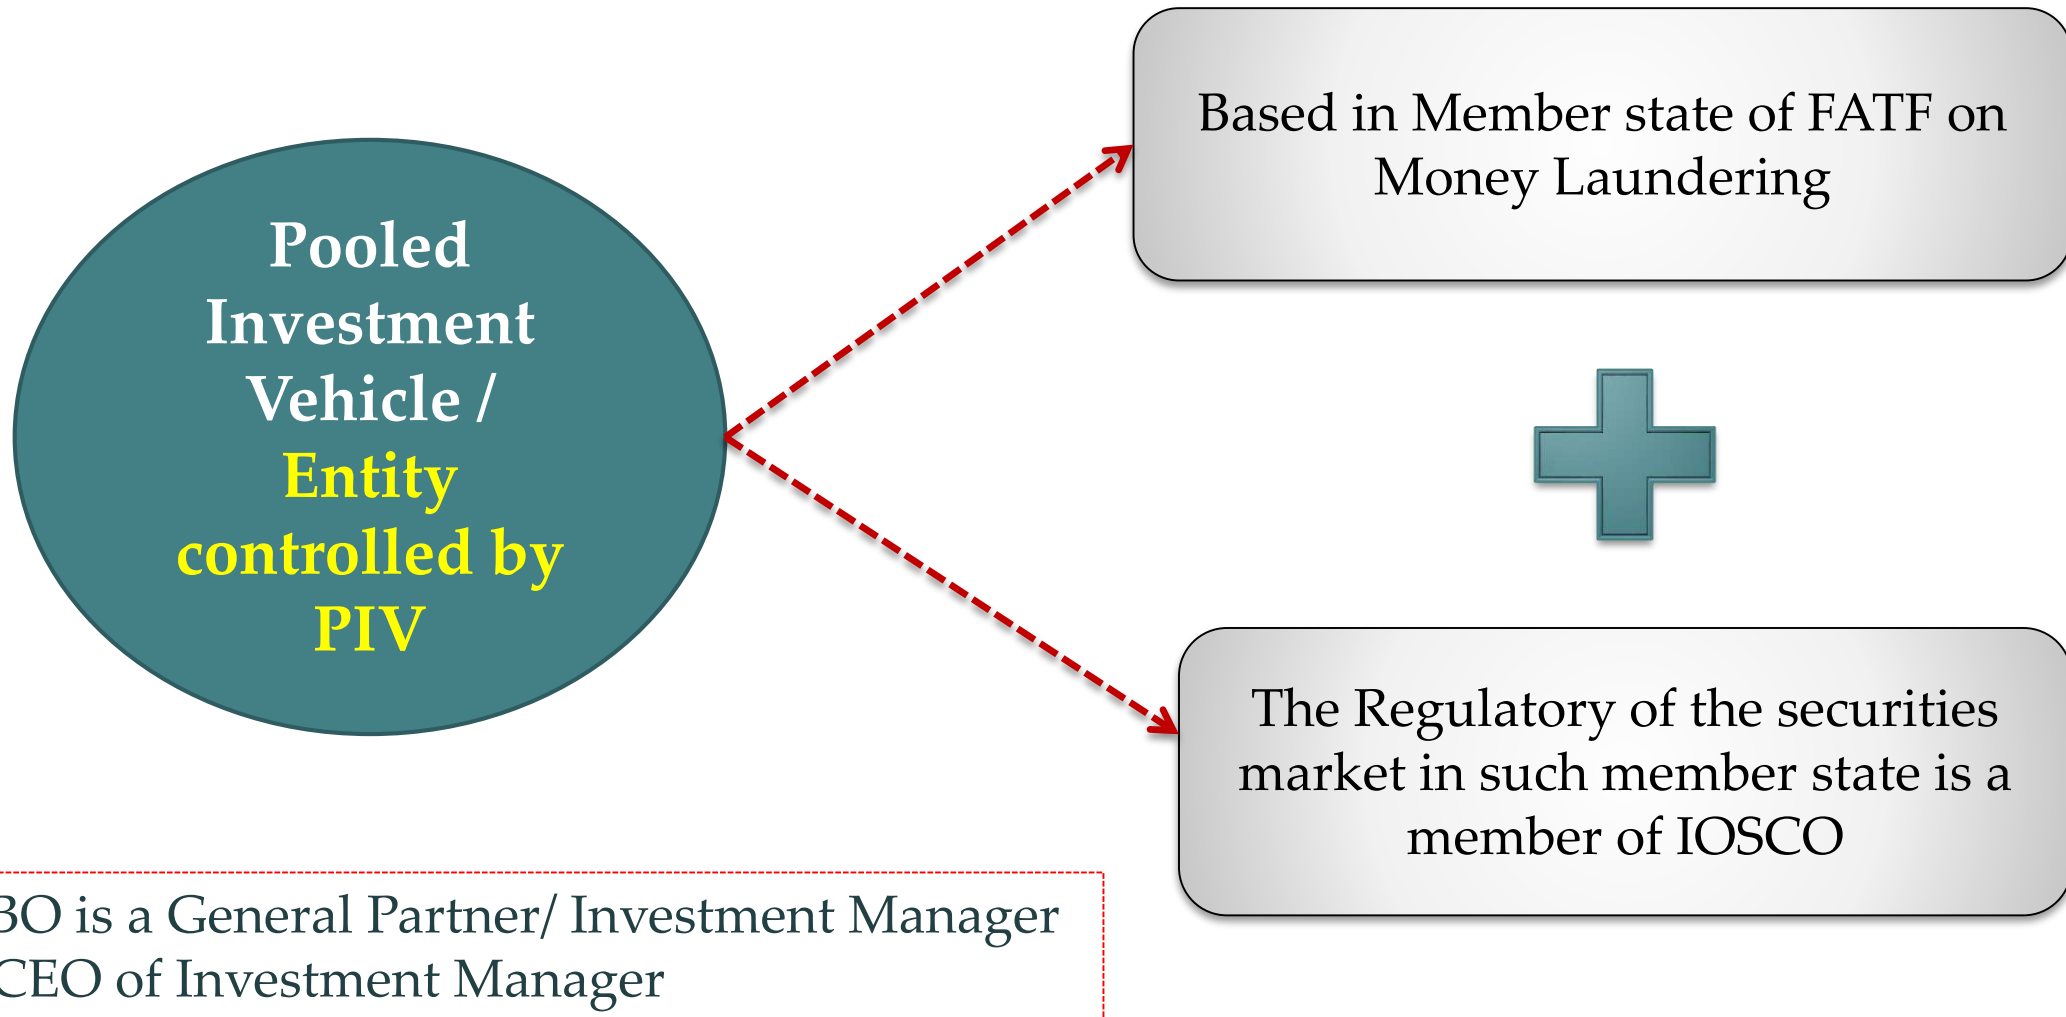 Pooled
Investment
Vehicle /
Entity
controlled by
PIV
Based in Member state of FATF on
Money Laundering
The Regulatory of the securities
market in such member state is a
member of IOSCO
BO is a General Partner/ Investment Manager
CEO of Investment Manager